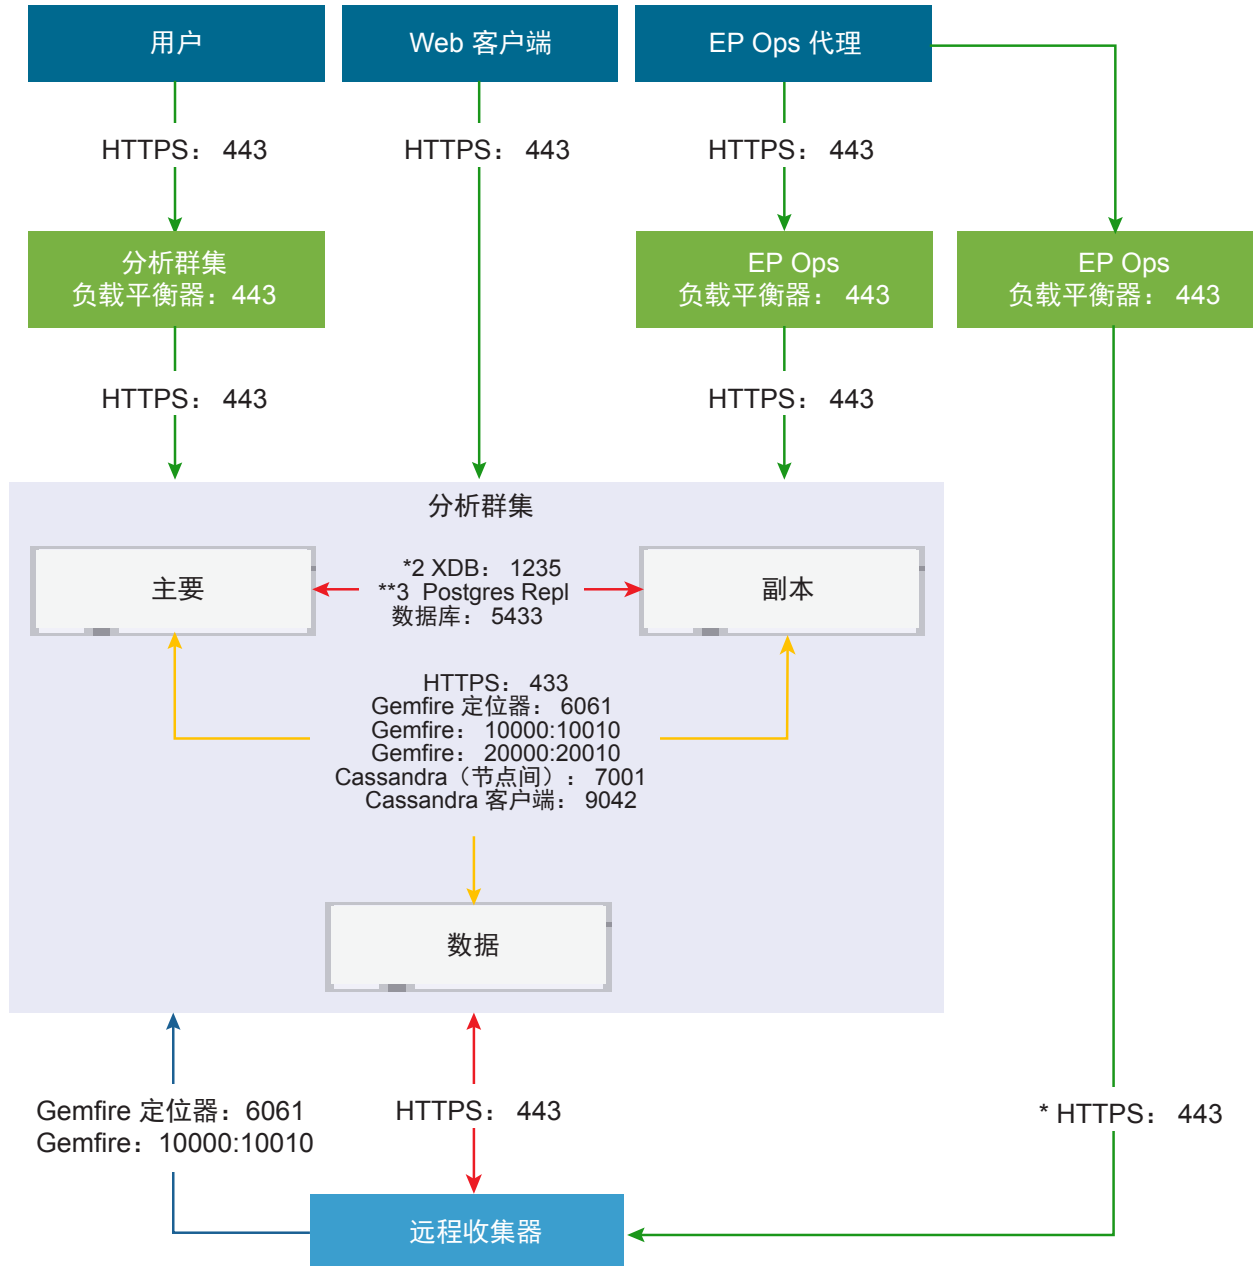 用户
Web 客户端
EP Ops 代理
HTTPS： 443
HTTPS： 443
HTTPS： 443
分析群集
负载平衡器：443
EP Ops
负载平衡器： 443
EP Ops
负载平衡器： 443
HTTPS： 443
HTTPS： 443
分析群集
主要
*2 XDB： 1235
**3 Postgres Repl
数据库： 5433
副本
HTTPS： 433
Gemfire 定位器： 6061
Gemfire： 10000:10010
Gemfire： 20000:20010
Cassandra（节点间）： 7001
Cassandra 客户端： 9042
数据
Gemfire 定位器：6061
Gemfire：10000:10010
HTTPS： 443
* HTTPS： 443
远程收集器